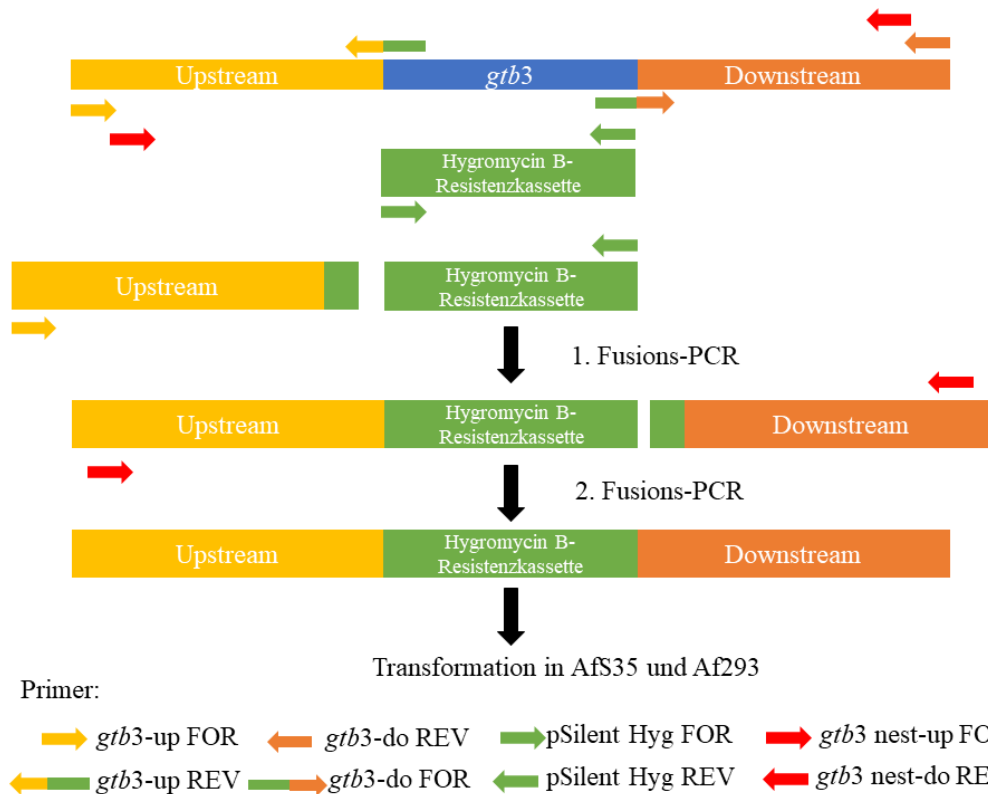 Upstream
gtb3
Downstream
Hygromycin B-
Resistenzkassette
Upstream
Hygromycin B-
Resistenzkassette
1. Fusions-PCR
Upstream
Hygromycin B-
Resistenzkassette
Downstream
2. Fusions-PCR
Upstream
Hygromycin B-
Resistenzkassette
Downstream
Transformation in AfS35 und Af293
Primer:
gtb3-up FOR
gtb3-do REV
pSilent Hyg FOR
gtb3 nest-up FO
gtb3-up REV
gtb3-do FOR
pSilent Hyg REV
gtb3 nest-do RE